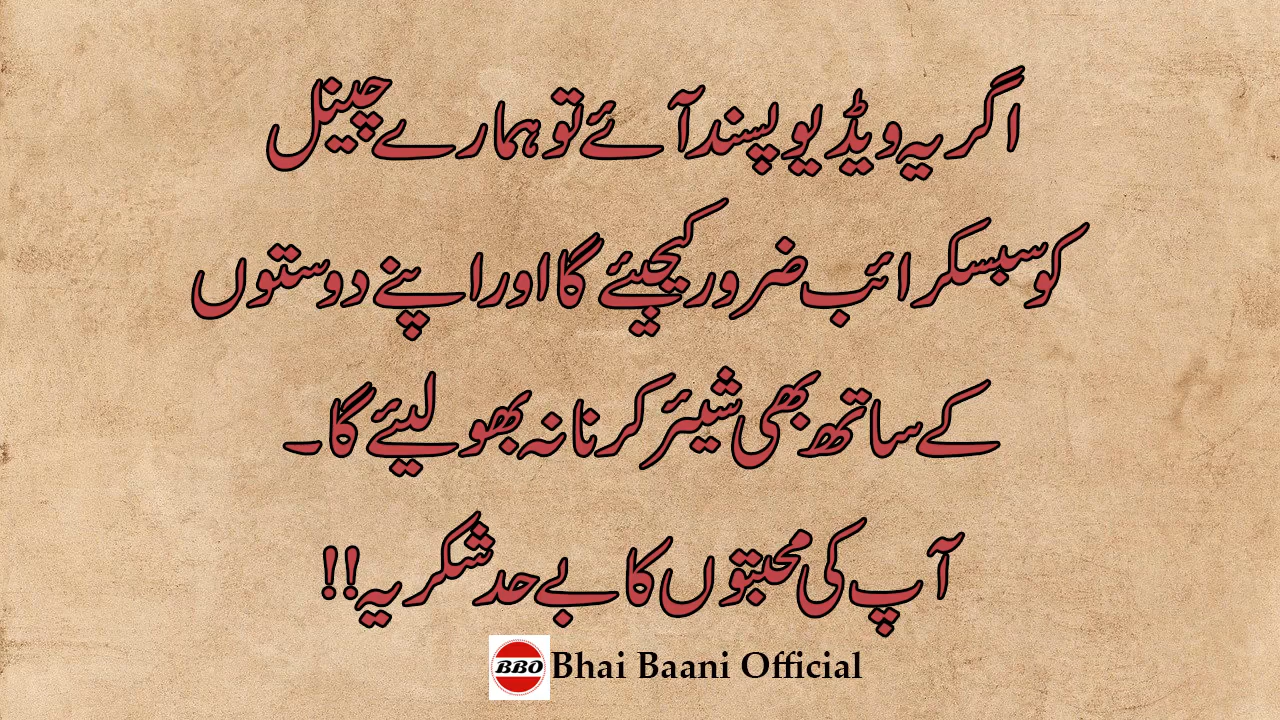 اگر یہ ویڈیو پسند آئے تو ہمارے چینل
کو سبسکرائب ضرور کیجیئے گا اور اپنے دوستوں
کے ساتھ بھی شیئر کرنا نہ بھولیئے گا۔
آپ کی محبتوں کا بے حد شکریہ!!
BBO Bhai Baani Official